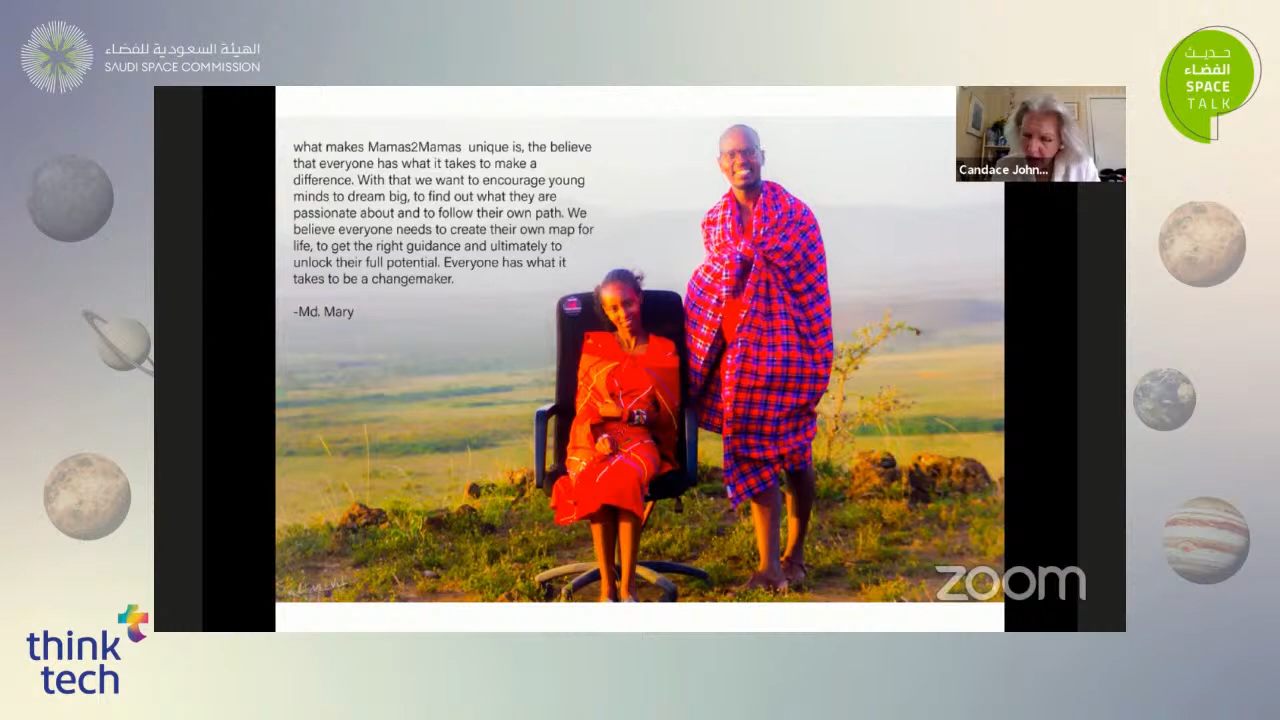 الهيئة السعودية للفضاء
SAUDI SPACE COMMISSION
حديث
الفضاء
SPACE
TALK
Candace John...
what makes Mamas2Mamas unique is, the believe
that everyone has what it takes to make a
difference. With that we want to encourage young
minds to dream big, to find out what they are
passionate about and to follow their own path. We
believe everyone needs to create their own map for
life, to get the right guidance and ultimately to
unlock their full potential. Everyone has what it
takes to be a changemaker.
-Md. Mary
zoom
think
tech